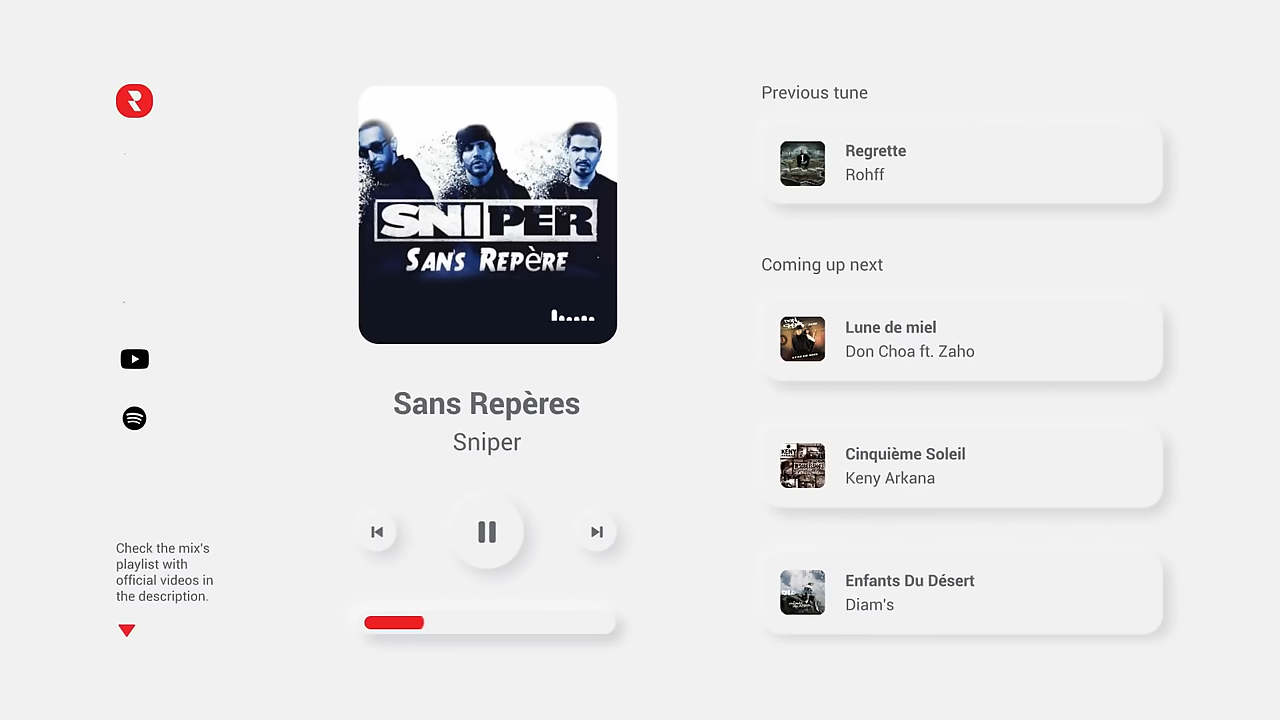 SNIPER
SANS REPÈRE
Sans Repères
Sniper
Check the mix's
playlist with
official videos in
the description.
Previous tune
Regrette
Rohff
Coming up next
Lune de miel
Don Choa ft. Zaho
KENY
Cinquième Soleil
Keny Arkana
Enfants Du Désert
Diam's